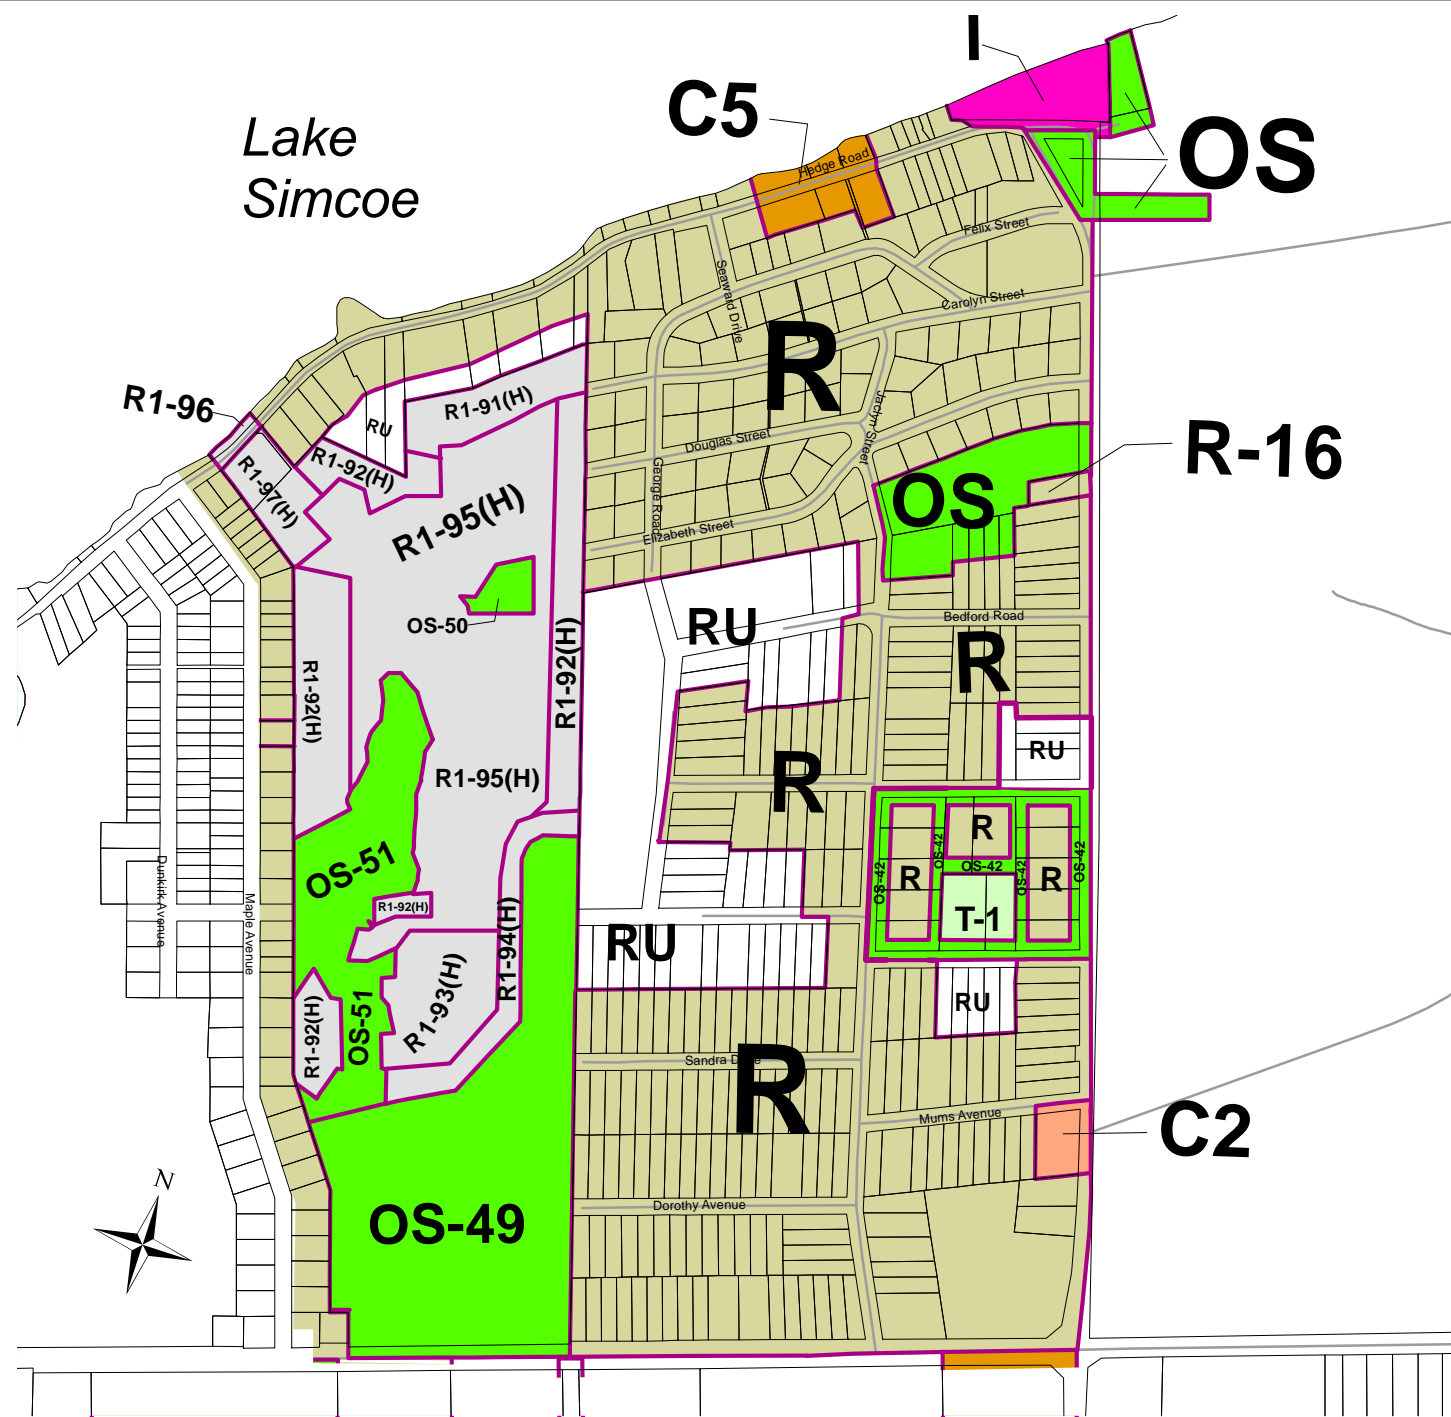 I
C5
Lake
Simcoe
OS
Hedge Road
Felix Street
Seaward Drive
Carolyn Street
R
R1-96
R1-91(H)
RU
Jaclyn Street
Douglas Street
R-16
R1-92(H)
R1-97(H)
George Road
R1-95(H)
OS
Elizabeth Street
OS-50
RU
Bedford Road
R1-92(H)
R
R1-92(H)
RU
R1-95(H)
R
R
OS-42
OS-42
OS-42
OS-42
OS-42
R
R
T-1
OS-51
R1-92(H)
Dunkirk Avenue
Maple Avenue
R1-94(H)
RU
R1-93(H)
RU
OS-51
R1-92(H)
Sandra D
R
Mums Avenue
C2
N
Dorothy Avenue
OS-49